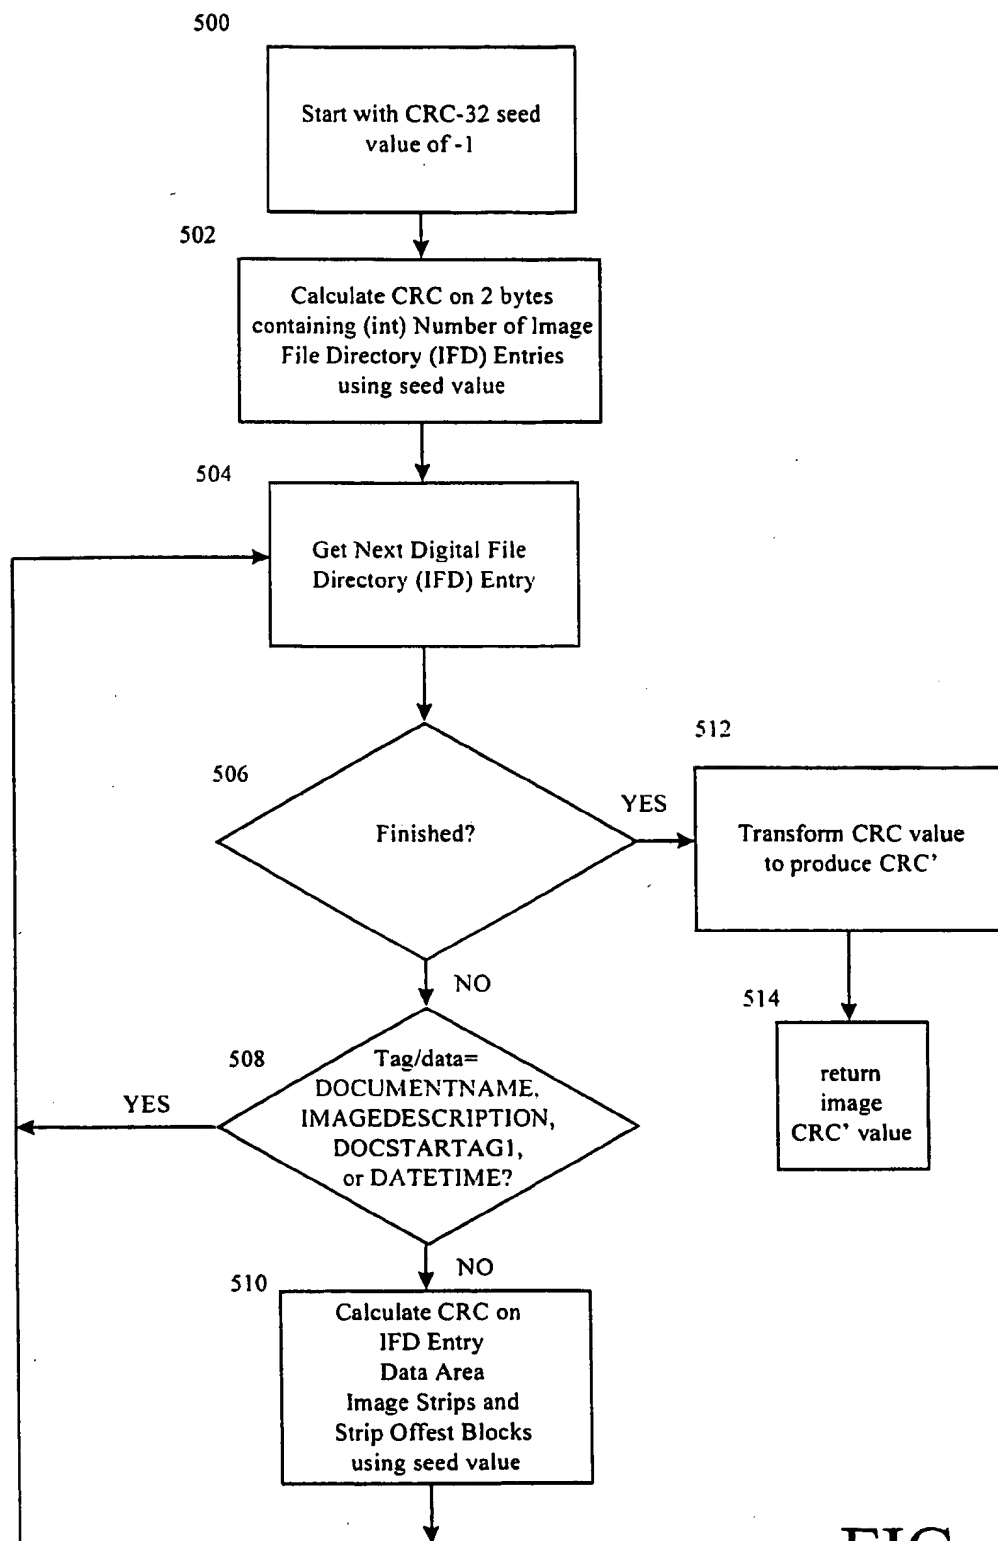 500
Start with CRC-32 seed
value of -1
502
Calculate CRC on 2 bytes
containing (int) Number of Image
File Directory (IFD) Entries
using seed value
504
Get Next Digital File
Directory (IFD) Entry
506
Finished?
YES
512
Transform CRC value
to produce CRC'
NO
514
return
image
CRC' value
508
Tag/data=
DOCUMENTNAME,
IMAGEDESCRIPTION,
DOCSTARTAG1,
or DATETIME?
YES
NO
510
Calculate CRC on
IFD Entry
Data Area
Image Strips and
Strip Offest Blocks
using seed value
FIG